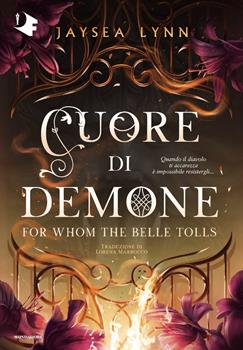 JAYSEA LYNN
Quando il diavolo
ti accarezza
è impossibile resistergli...
CUORE
DI
DEMONE
FOR WHOM THE BELLE TOLLS
TRADUZIONE DI
LORENA MARROCCO
MONDADORI